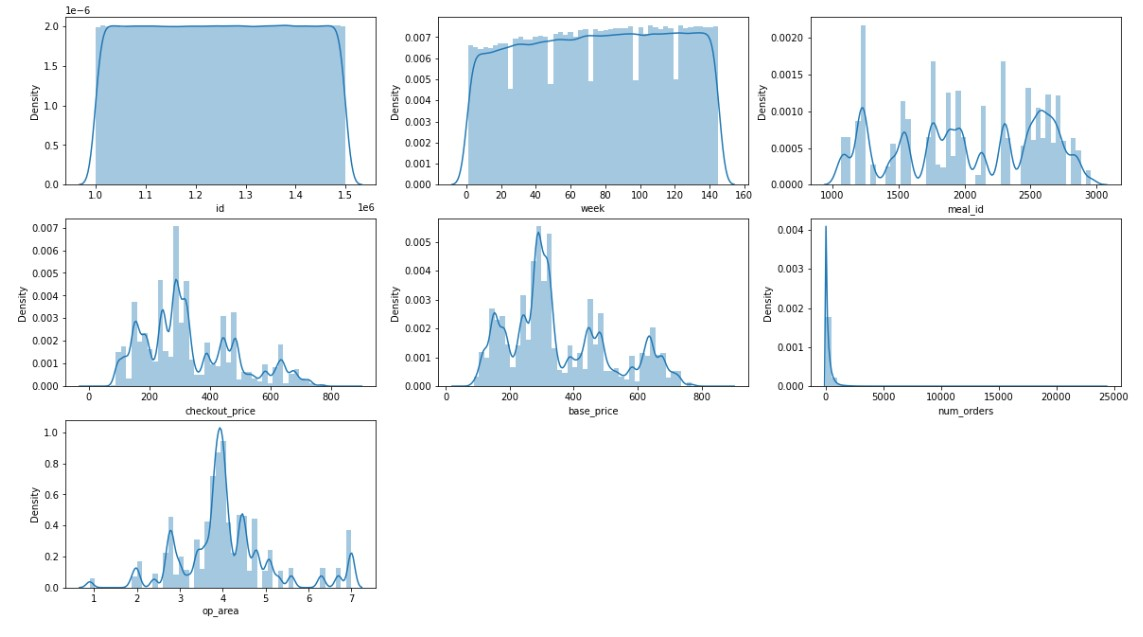 1e−6
2.0
1.5
1.0
0.5
0.0
Density
1.0 1.1 1.2 1.3 1.4 1.5
id 1e6
0.007
0.006
0.005
0.004
0.003
0.002
0.001
0.000
Density
0 20 40 60 80 100 120 140 160
week
0.0020
0.0015
0.0010
0.0005
0.0000
Density
1000 1500 2000 2500 3000
meal_id
0.007
0.006
0.005
0.004
0.003
0.002
0.001
0.000
Density
0 200 400 600 800
checkout_price
0.005
0.004
0.003
0.002
0.001
0.000
Density
0 200 400 600 800
base_price
0.004
0.003
0.002
0.001
0.000
Density
0 5000 10000 15000 20000 25000
num_orders
1.0
0.8
0.6
0.4
0.2
0.0
Density
1 2 3 4 5 6 7
op_area